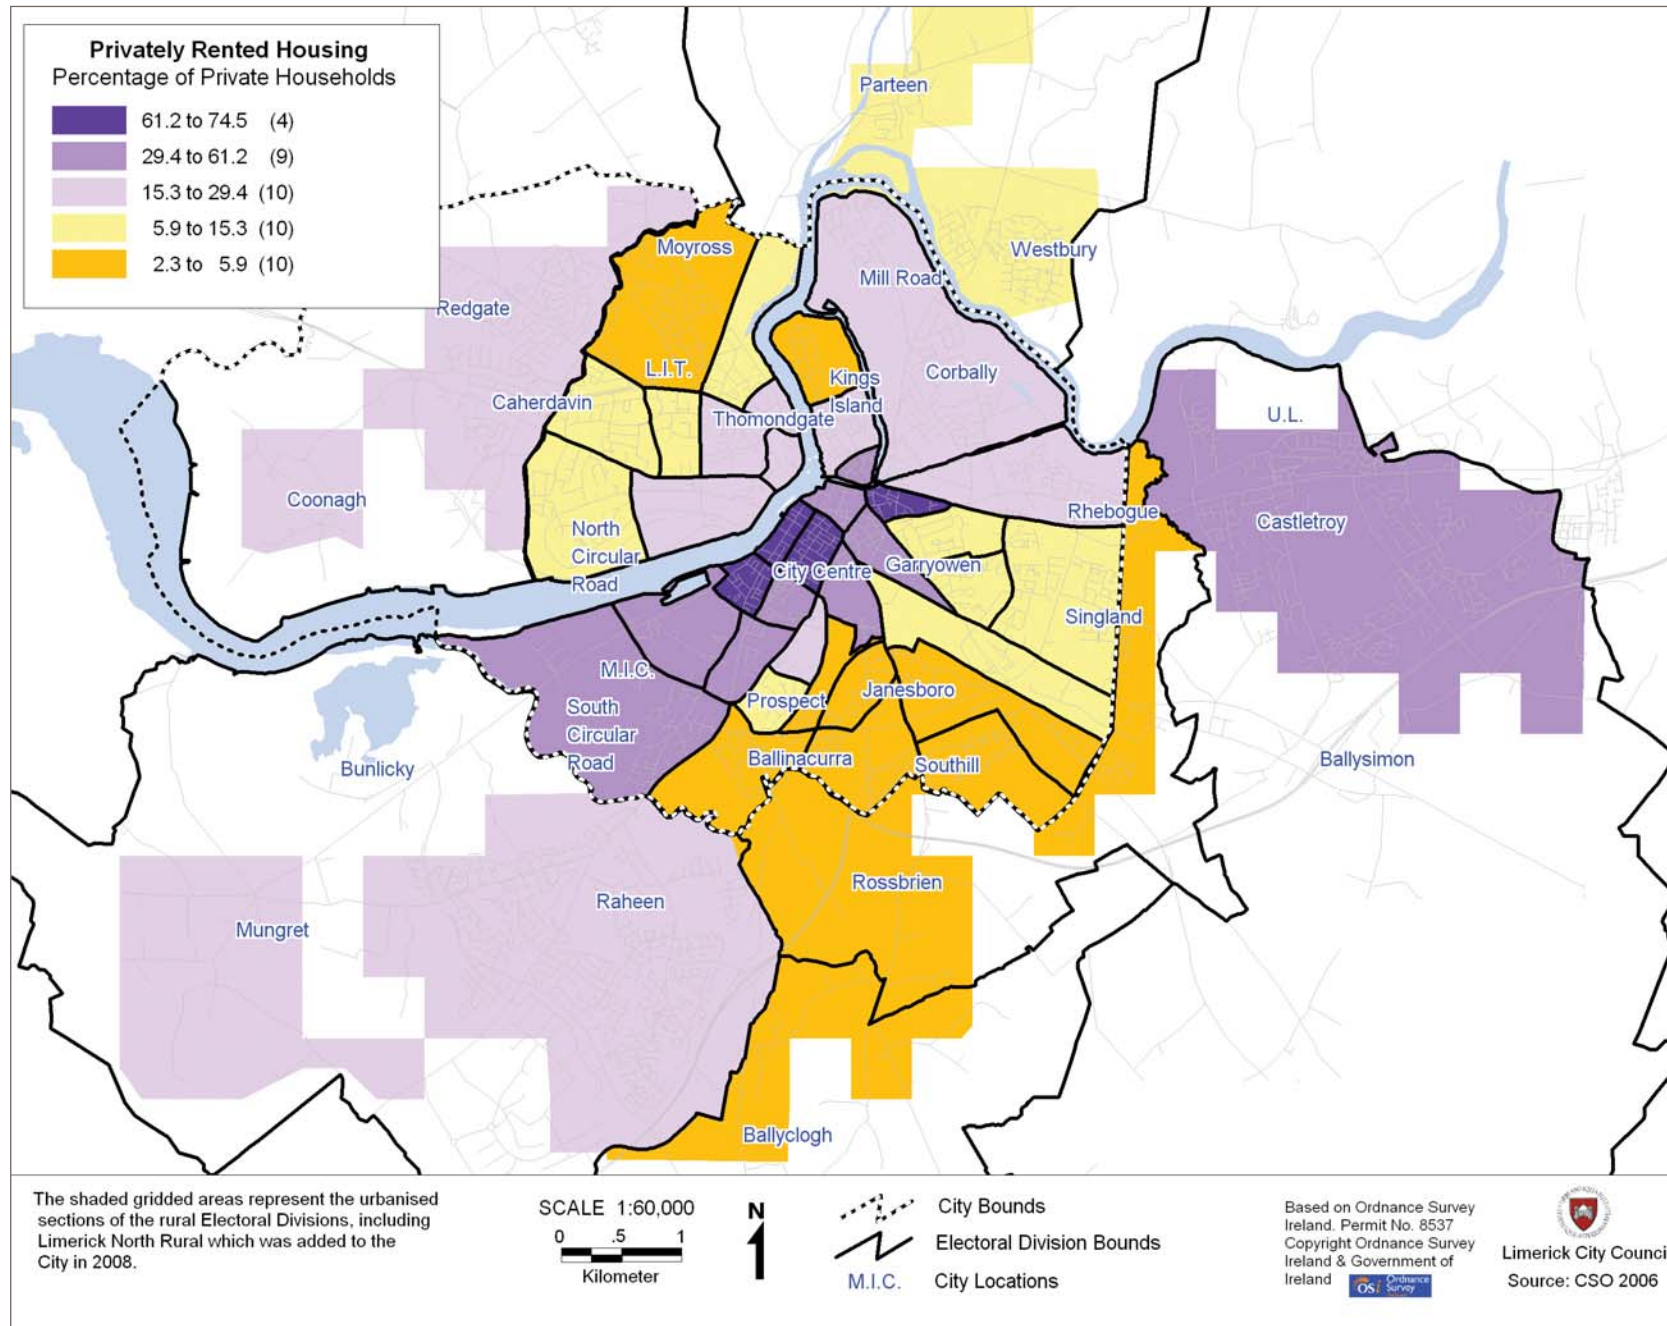 Privately Rented Housing
Percentage of Private Households
61.2 to 74.5 (4)
29.4 to 61.2 (9)
15.3 to 29.4 (10)
5.9 to 15.3 (10)
2.3 to 5.9 (10)
Parteen
Moyross
Westbury
Mill Road
Redgate
L.I.T.
Corbally
Kings
Island
Caherdavin
Thomondgate
U.L.
Coonagh
Rhebogue
Castletroy
North
Circular
Road
City Centre
Garryowen
Singland
M.I.C.
Prospect
Janesboro
South
Circular
Road
Ballinacurra
Southill
Bunlicky
Ballysimon
Rossbrien
Raheen
Mungret
Ballyclogh
The shaded gridded areas represent the urbanised
sections of the rural Electoral Divisions, including
Limerick North Rural which was added to the
City in 2008.
SCALE 1:60,000
0 .5 1
Kilometer
N
City Bounds
Electoral Division Bounds
M.I.C. City Locations
Based on Ordnance Survey
Ireland. Permit No. 8537
Copyright Ordnance Survey
Ireland & Government of
Ireland
OSi Ordnance
Survey
Limerick City Counci
Source: CSO 2006